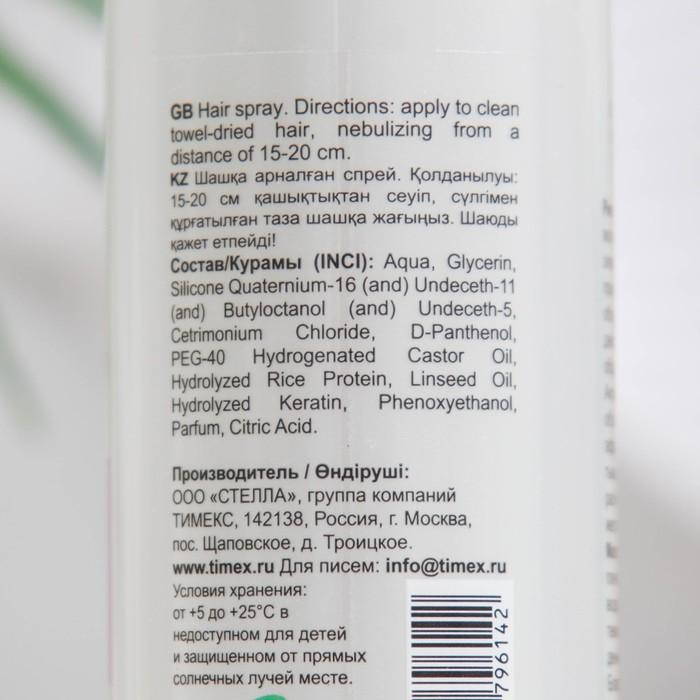 GB Hair spray. Directions: apply to clean
towel-dried hair, nebulizing from a
distance of 15-20 cm.
KZ Шашқа арналған спрей. Қолданылуы:
15-20 см қашықтықтан сеуіп, сүлгімен
құрғатылған таза шашқа жағыңыз. Шаюды
қажет етпейді!
Состав/Курамы (INCI): Aqua, Glycerin,
Silicone Quaternium-16 (and) Undeceth-11
(and) Butyloctanol (and) Undeceth-5,
Cetrimonium Chloride, D-Panthenol,
PEG-40 Hydrogenated Castor Oil,
Hydrolyzed Rice Protein, Linseed Oil,
Hydrolyzed Keratin, Phenoxyethanol,
Parfum, Citric Acid.
Производитель / Өндіруші:
ООО «СТЕЛЛА», группа компаний
ТИМЕКС, 142138, Россия, г. Москва,
пос. Щаповское, д. Троицкое.
www.timex.ru Для писем: info@timex.ru
Условия хранения:
от +5 до +25°С в
недоступном для детей
и защищенном от прямых
солнечных лучей месте.
796142